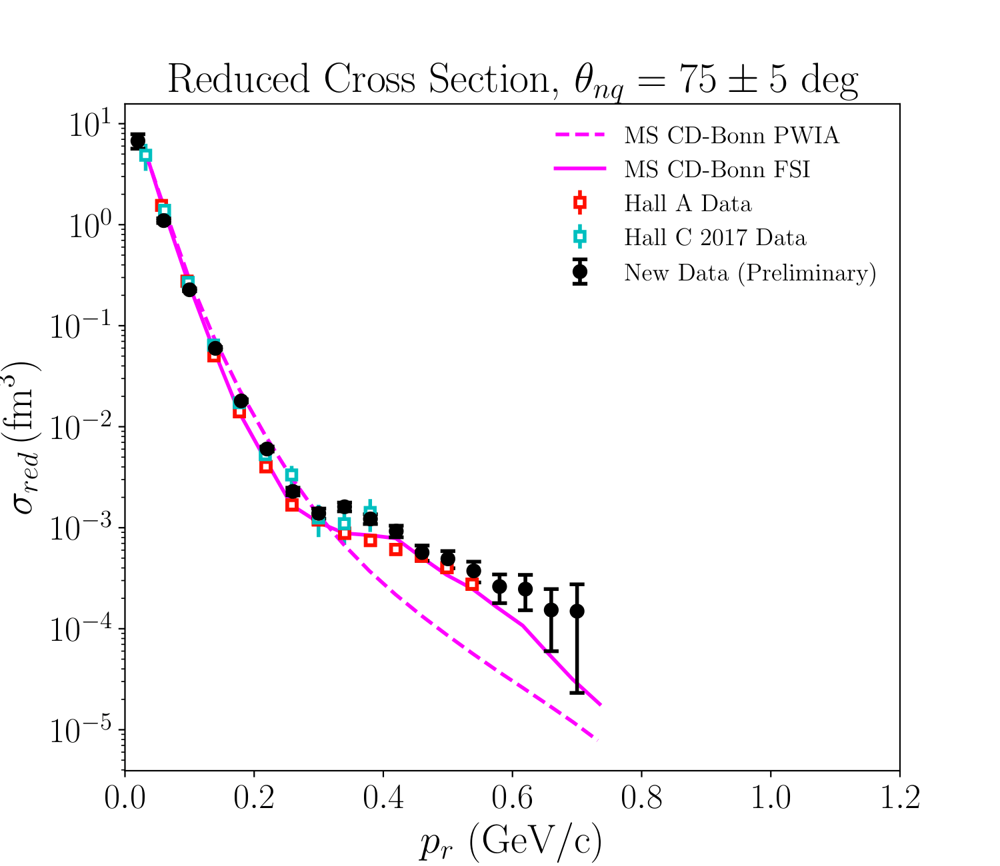 Reduced Cross Section, θ_nq = 75 ± 5 deg
MS CD-Bonn PWIA
MS CD-Bonn FSI
Hall A Data
Hall C 2017 Data
New Data (Preliminary)
10^1
10^0
10^−1
10^−2
10^−3
10^−4
10^−5
σ_red (fm^3)
0.0 0.2 0.4 0.6 0.8 1.0 1.2
p_r (GeV/c)